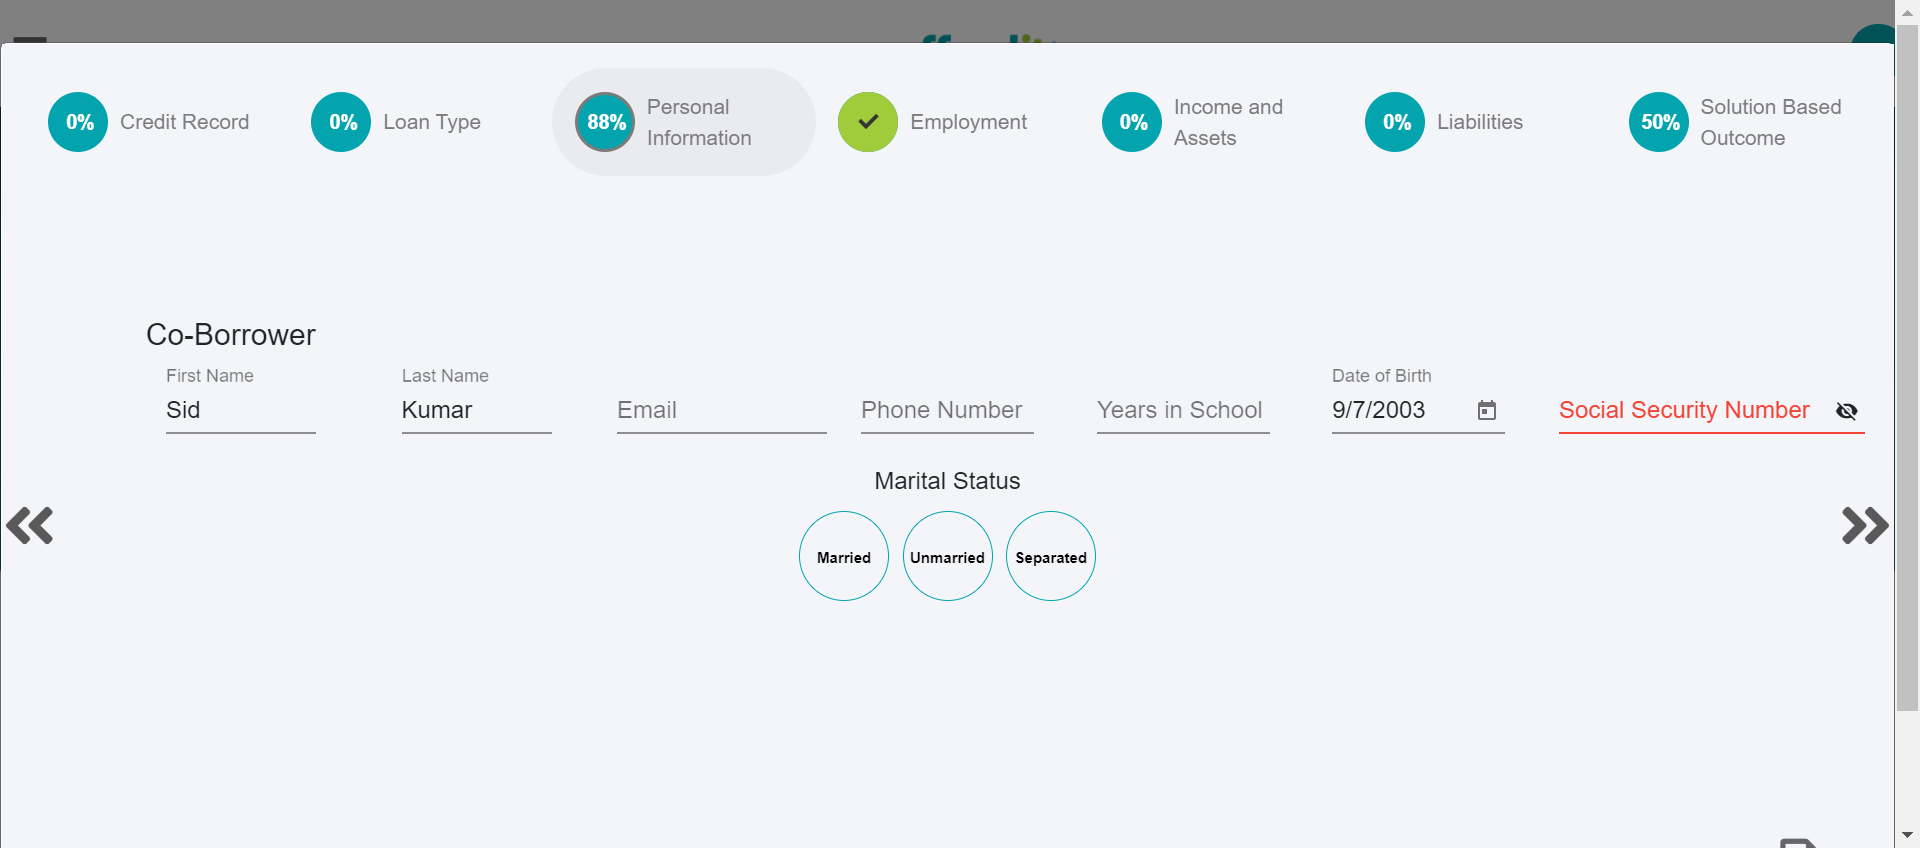 0% Credit Record
0% Loan Type
88% Personal Information
Employment
0% Income and Assets
0% Liabilities
50% Solution Based Outcome
Co-Borrower
First Name
Sid
Last Name
Kumar
Email
Phone Number
Years in School
Date of Birth
9/7/2003
Social Security Number
Marital Status
Married
Unmarried
Separated